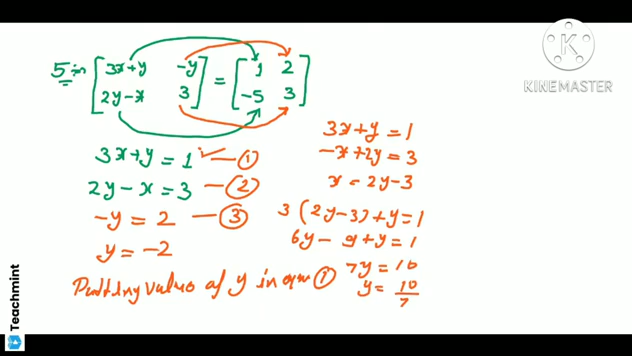 KINEMASTER
5 in [3x+y -y] = [1 2]
[2y-x 3] [-5 3]
3x+y = 1 ✓ — ①
2y-x = 3 — ②
-y = 2 — ③
y = -2
Putting value of y in eqn ①
3x+y = 1
-x+2y = 3
x = 2y-3
3(2y-3)+y = 1
6y - 9+y = 1
7y = 10
y = 10/7
Teachmint